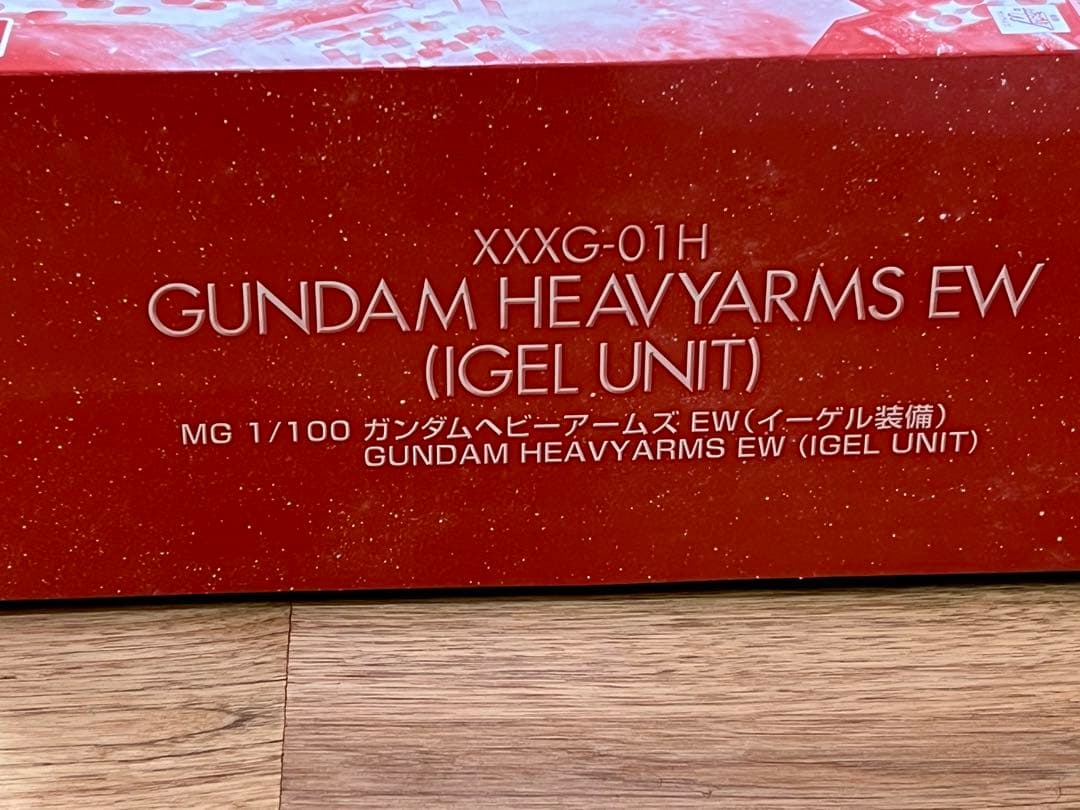 XXXG-01H
GUNDAM HEAVYARMS EW
(IGEL UNIT)
MG 1/100 ガンダムヘビーアームズ EW(イーゲル装備)
GUNDAM HEAVYARMS EW (IGEL UNIT)